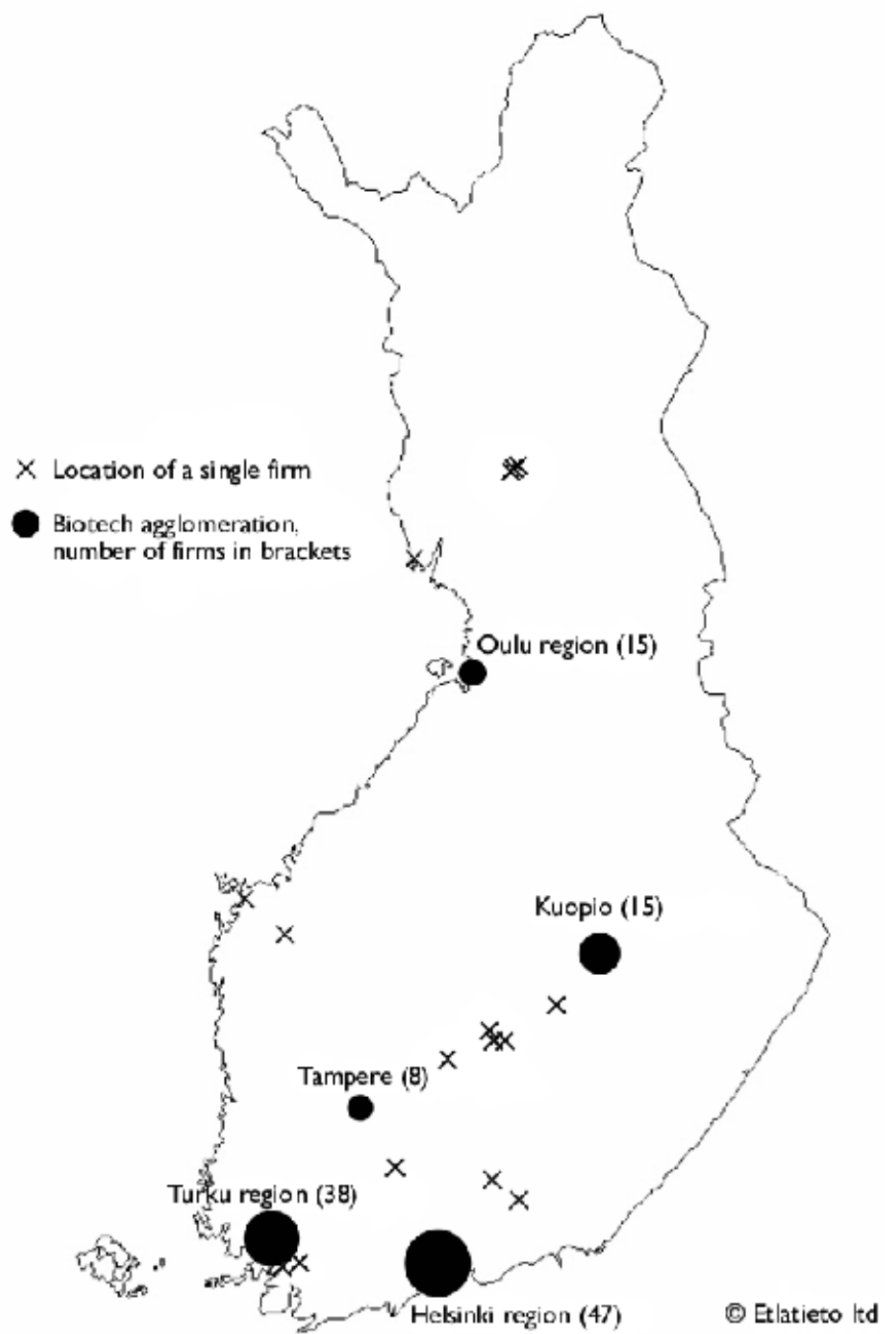 × Location of a single firm
Biotech agglomeration,
number of firms in brackets
Oulu region (15)
Kuopio (15)
Tampere (8)
Turku region (38)
Helsinki region (47)
© Etlatieto ltd